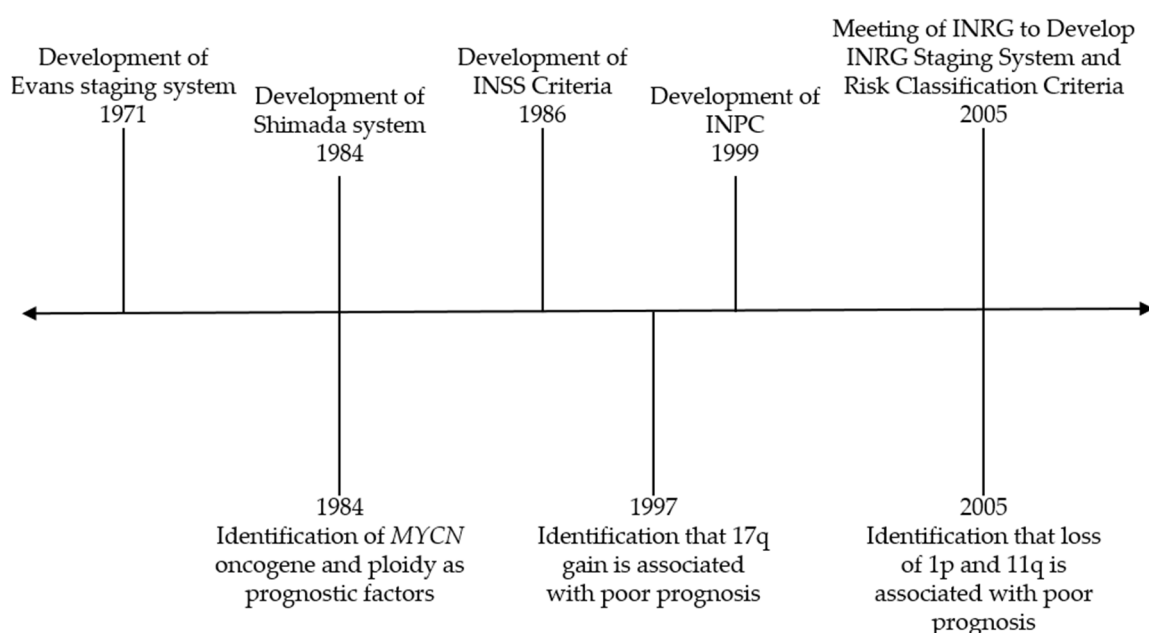 Development of
Evans staging system
1971
Development of
Shimada system
1984
Development of
INSS Criteria
1986
Development of
INPC
1999
Meeting of INRG to Develop
INRG Staging System and
Risk Classification Criteria
2005
1984
Identification of MYCN
oncogene and ploidy as
prognostic factors
1997
Identification that 17q
gain is associated
with poor prognosis
2005
Identification that loss
of 1p and 11q is
associated with poor
prognosis